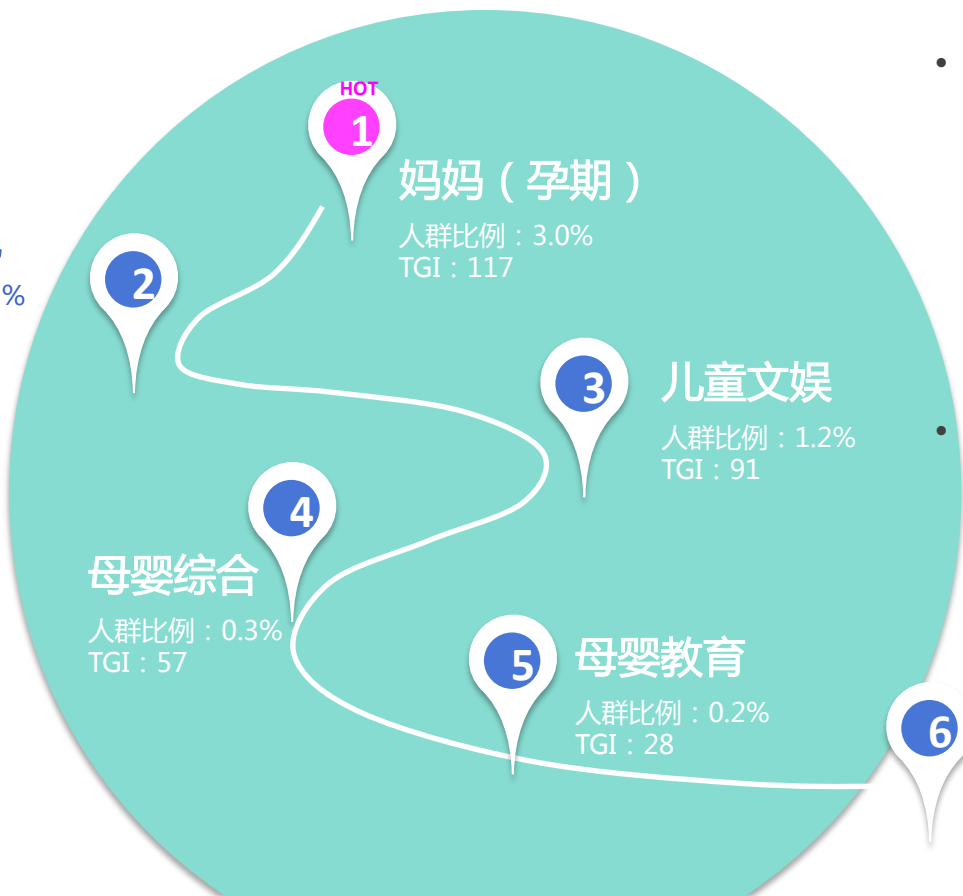 HOT
1
妈妈（孕期）
人群比例：3.0%
TGI：117
2
%
3
儿童文娱
人群比例：1.2%
TGI：91
4
母婴综合
人群比例：0.3%
TGI：57
5
母婴教育
人群比例：0.2%
TGI：28
6